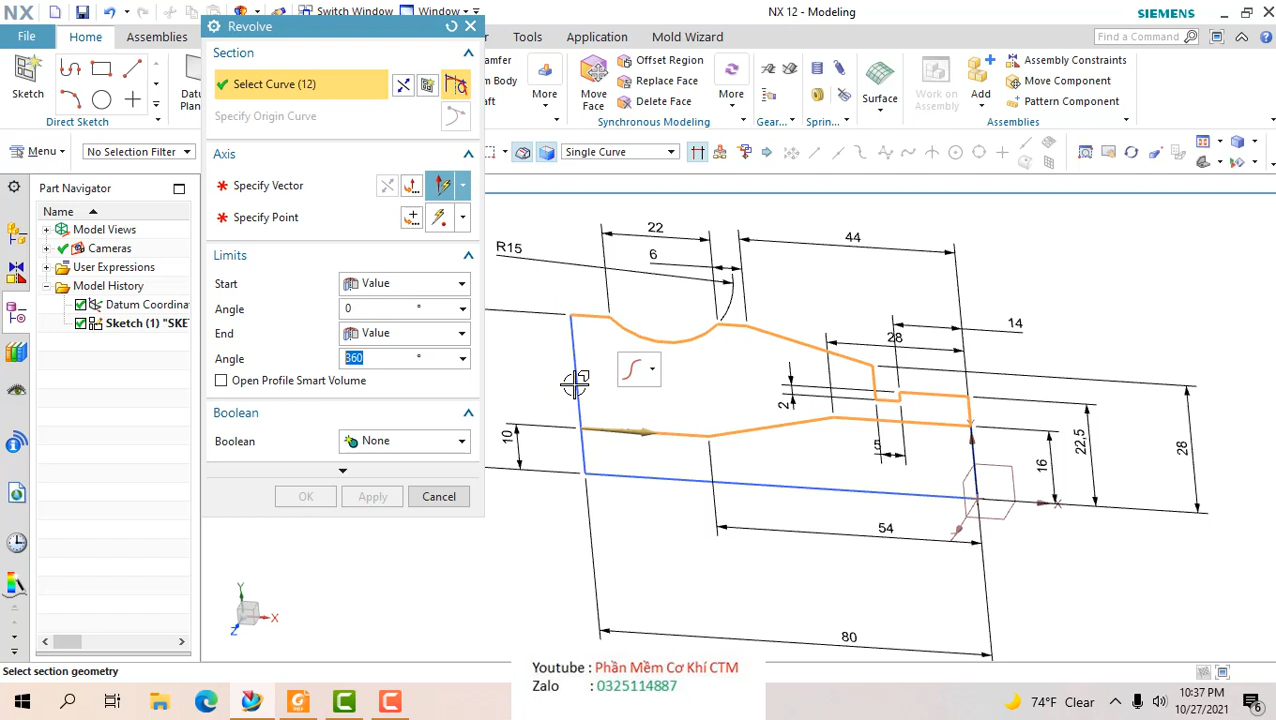 NX
Switch Window
Window
NX 12 - Modeling
SIEMENS
File
Home
Assemblies
Tools
Application
Mold Wizard
Find a Command
Revolve
Section
Select Curve (12)
Specify Origin Curve
Axis
Specify Vector
Specify Point
Limits
Start
Value
Angle
0
°
End
Value
Angle
360
°
Open Profile Smart Volume
Boolean
Boolean
None
OK
Apply
Cancel
Sketch
Direct Sketch
More
Move
Face
Offset Region
Replace Face
Delete Face
More
Synchronous Modeling
Gear...
Sprin...
Surface
Work on
Assembly
Add
Assembly Constraints
Move Component
Pattern Component
Assemblies
Menu
No Selection Filter
Single Curve
Part Navigator
Name
Model Views
Cameras
User Expressions
Model History
Datum Coordina
Sketch (1) "SKE
R15
22
6
44
14
28
2
5
10
16
22,5
28
54
80
X
Y
X
Z
Select section geometry
Youtube : Phần Mềm Cơ Khí CTM
Zalo : 0325114887
74°F Clear
10:37 PM
10/27/2021
6